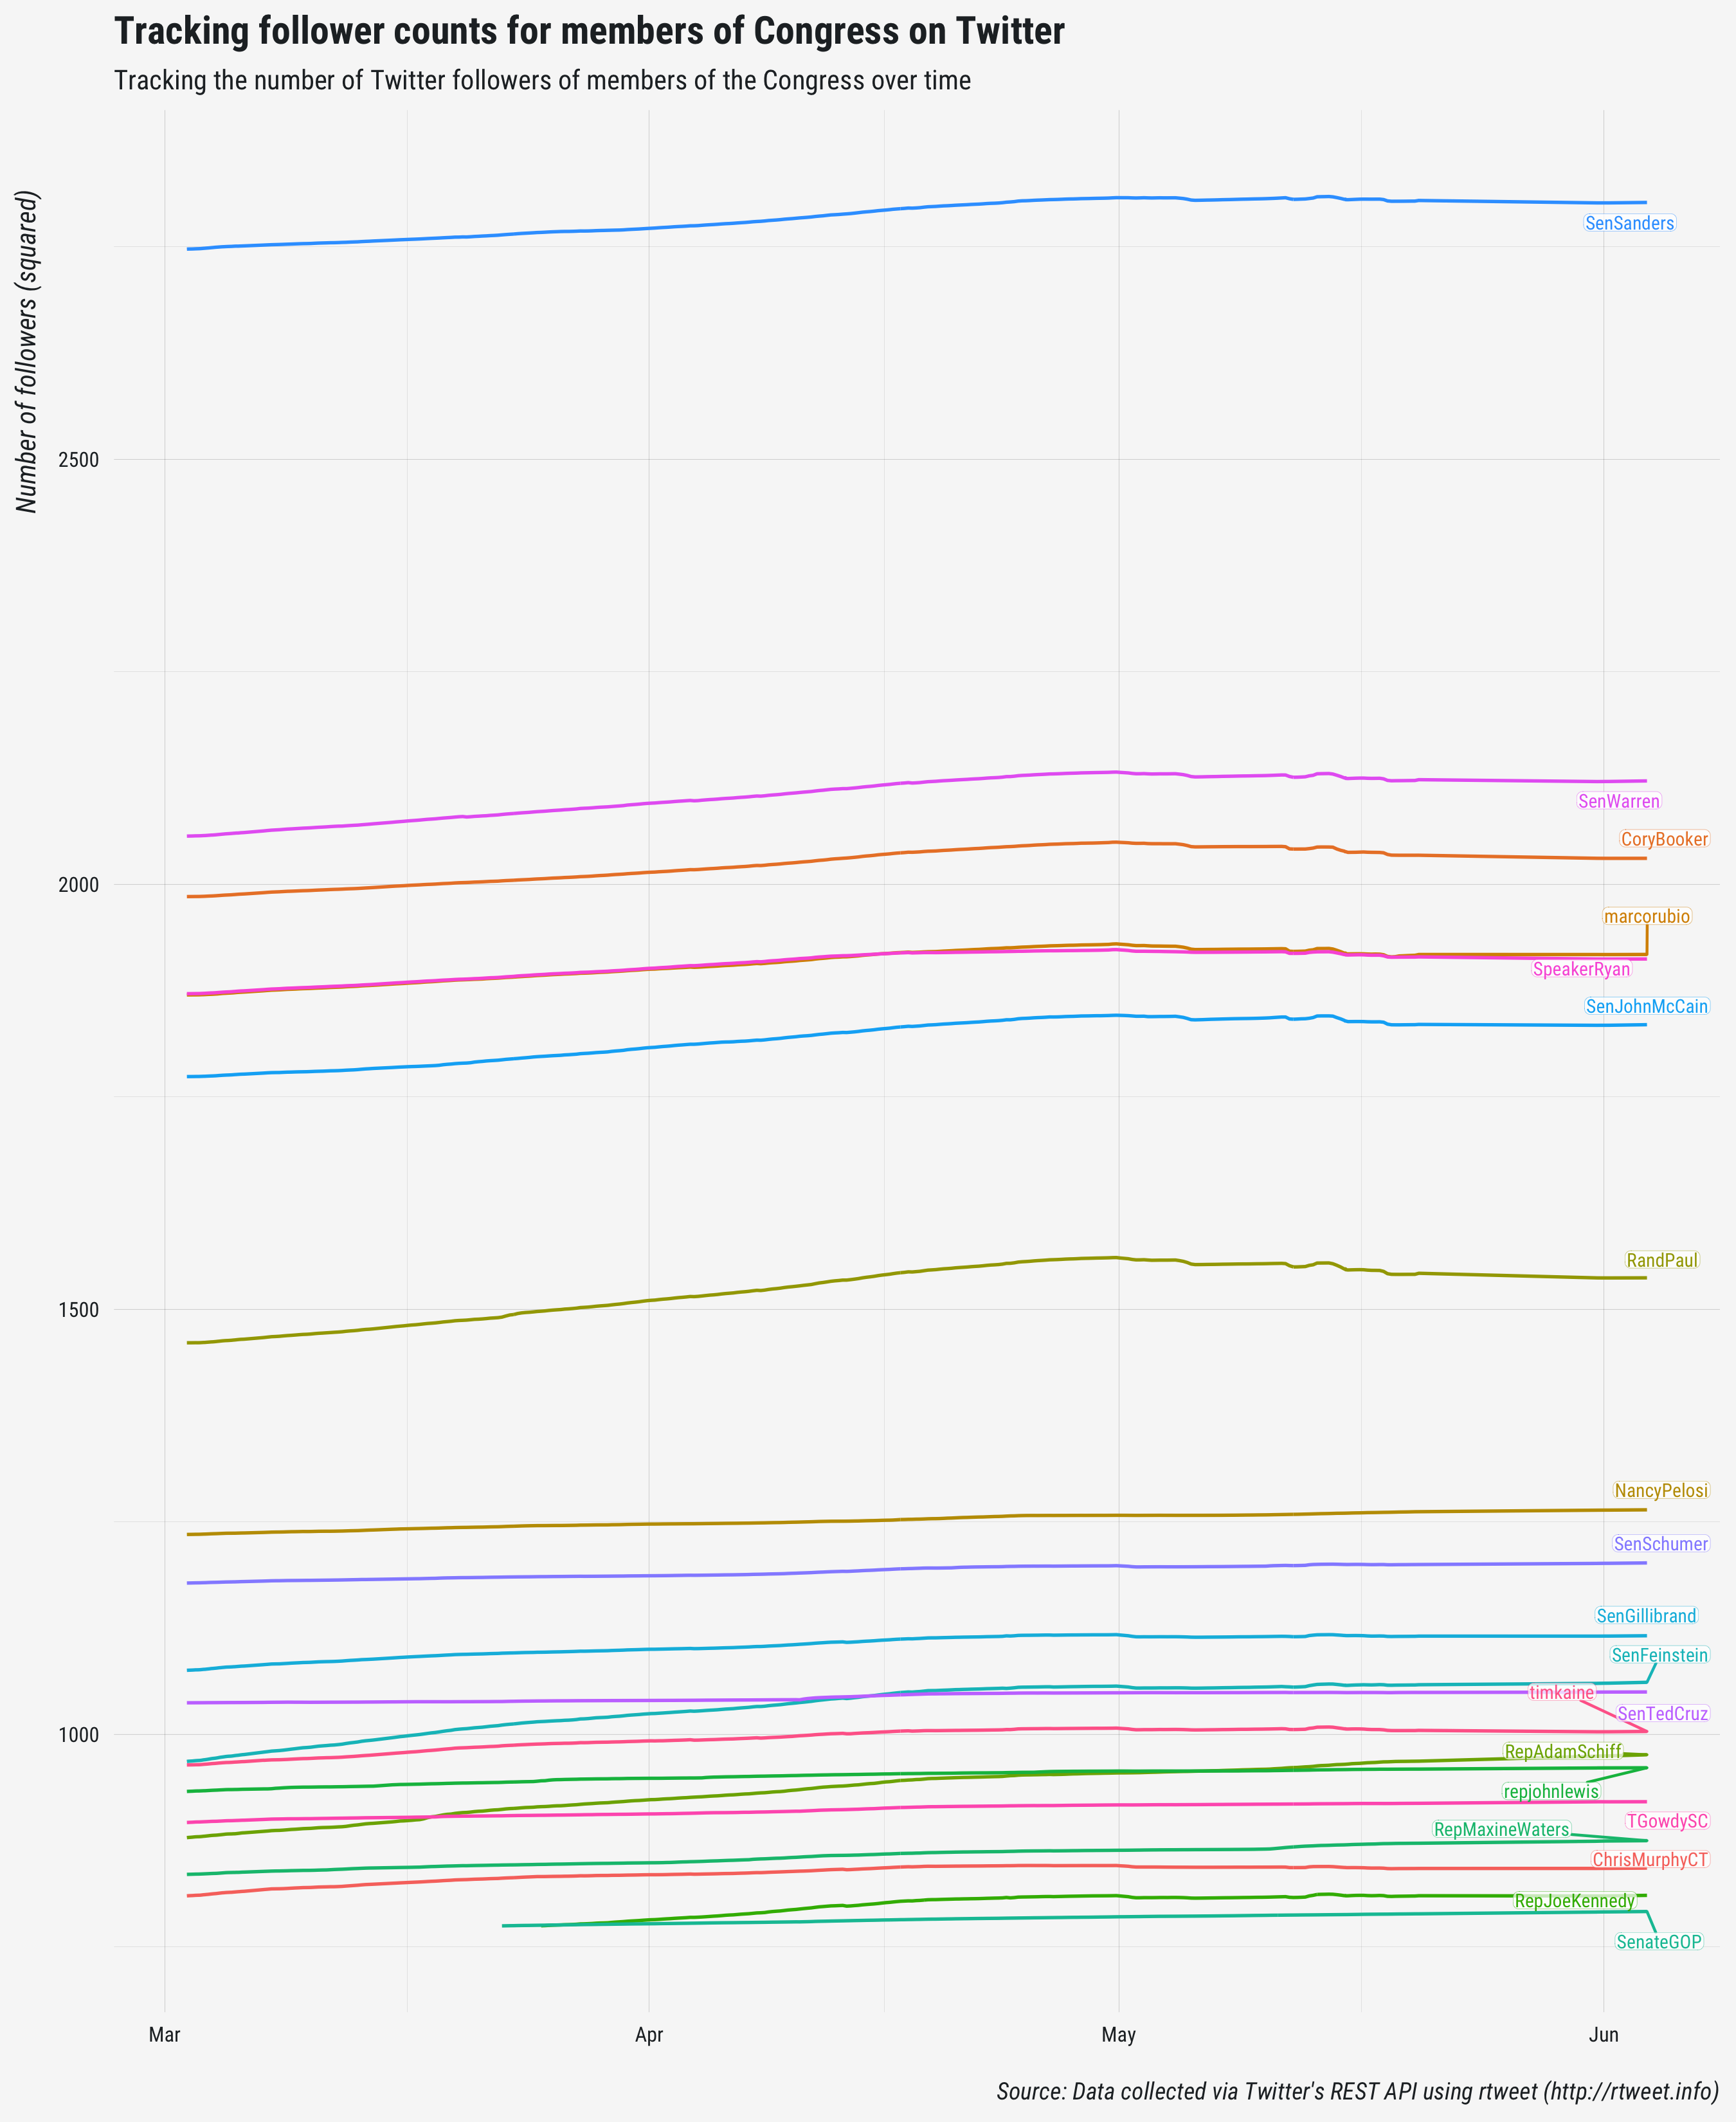 Tracking follower counts for members of Congress on Twitter
Tracking the number of Twitter followers of members of the Congress over time
Number of followers (squared)
SenSanders
2500
SenWarren
CoryBooker
2000
marcorubio
SpeakerRyan
SenJohnMcCain
RandPaul
1500
NancyPelosi
SenSchumer
SenGillibrand
SenFeinstein
timkaine
SenTedCruz
1000
RepAdamSchiff
repjohnlewis
TGowdySC
RepMaxineWaters
ChrisMurphyCT
RepJoeKennedy
SenateGOP
Mar
Apr
May
Jun
Source: Data collected via Twitter's REST API using rtweet (http://rtweet.info)